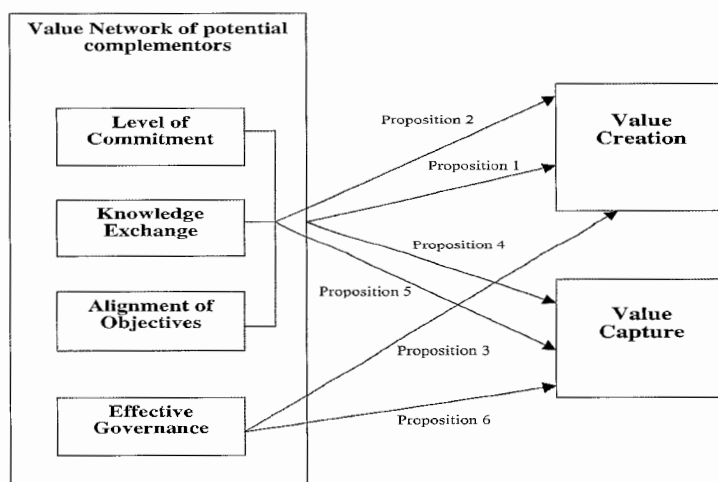 Value Network of potential
complementors
Level of
Commitment
Knowledge
Exchange
Alignment of
Objectives
Effective
Governance
Proposition 2
Proposition 1
Proposition 4
Proposition 5
Proposition 3
Proposition 6
Value
Creation
Value
Capture